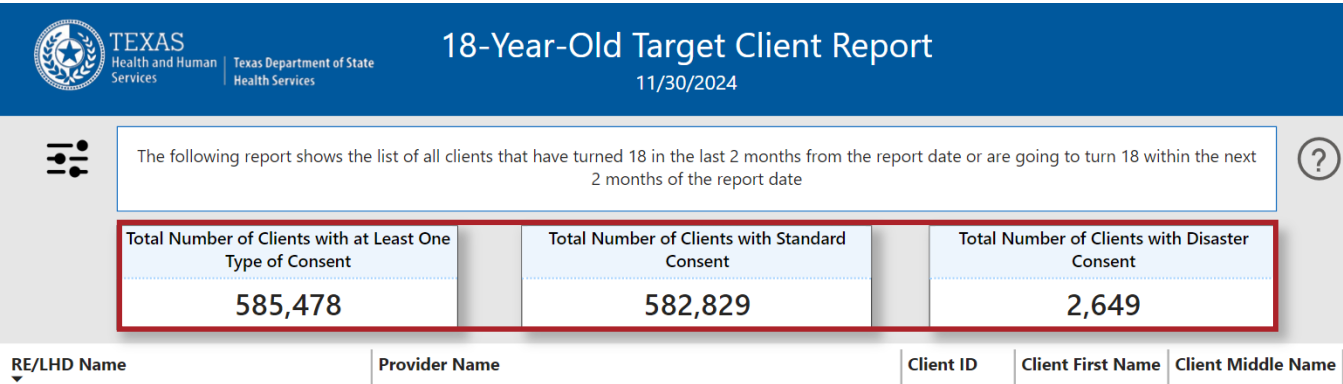 TEXAS
Health and Human
Services
Texas Department of State
Health Services
18-Year-Old Target Client Report
11/30/2024
The following report shows the list of all clients that have turned 18 in the last 2 months from the report date or are going to turn 18 within the next
2 months of the report date
?
Total Number of Clients with at Least One
Type of Consent
585,478
Total Number of Clients with Standard
Consent
582,829
Total Number of Clients with Disaster
Consent
2,649
RE/LHD Name
Provider Name
Client ID
Client First Name
Client Middle Name